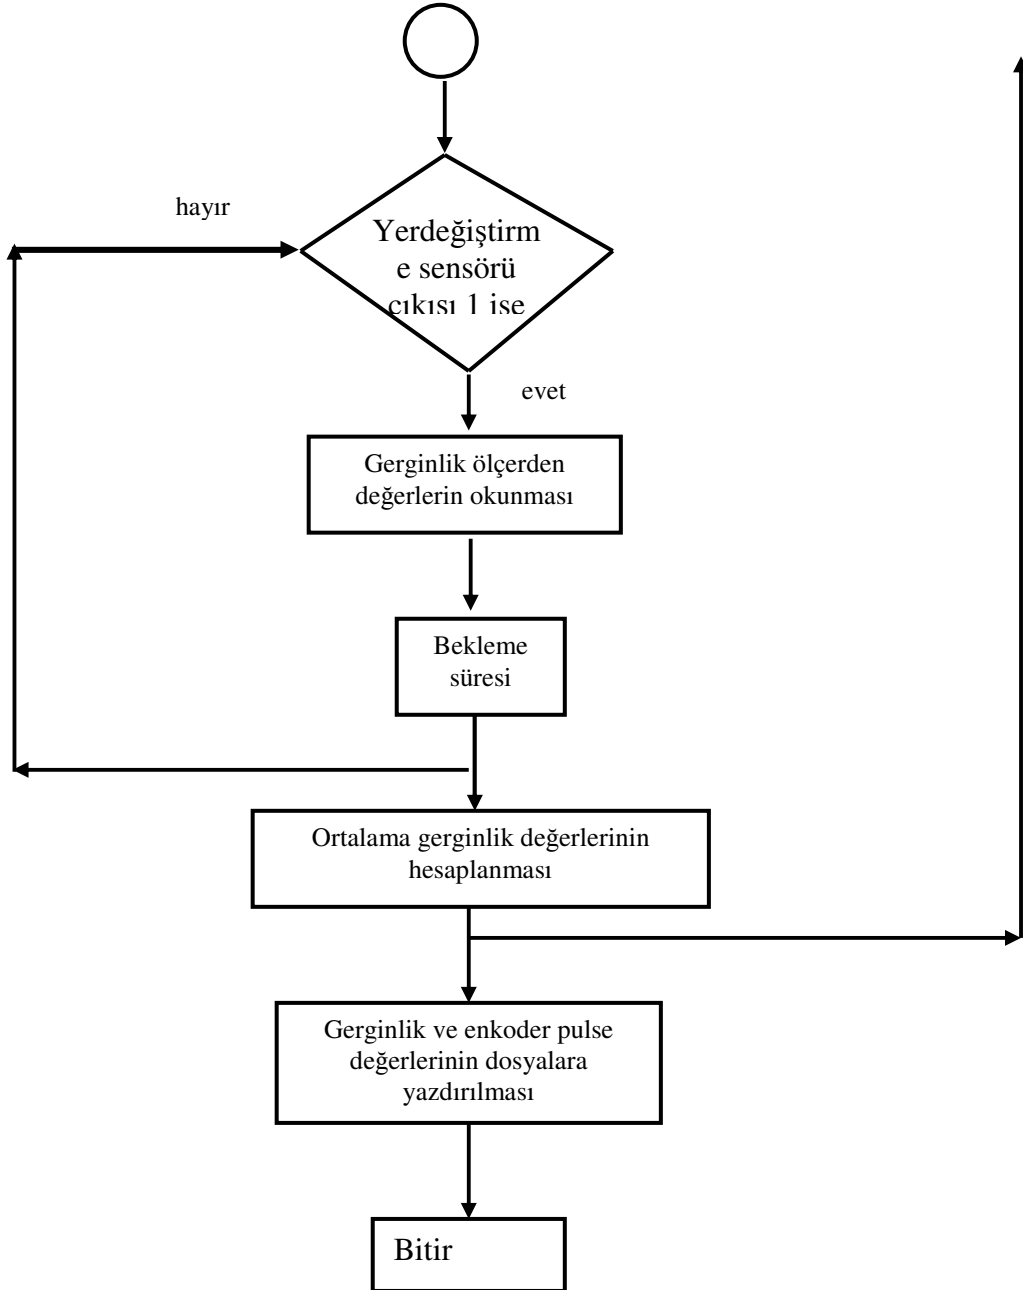 hayır
Yerdeğiştirm
e sensörü
çıkışı 1 ise
evet
Gerginlik ölçerden
değerlerin okunması
Bekleme
süresi
Ortalama gerginlik değerlerinin
hesaplanması
Gerginlik ve enkoder pulse
değerlerinin dosyalara
yazdırılması
Bitir